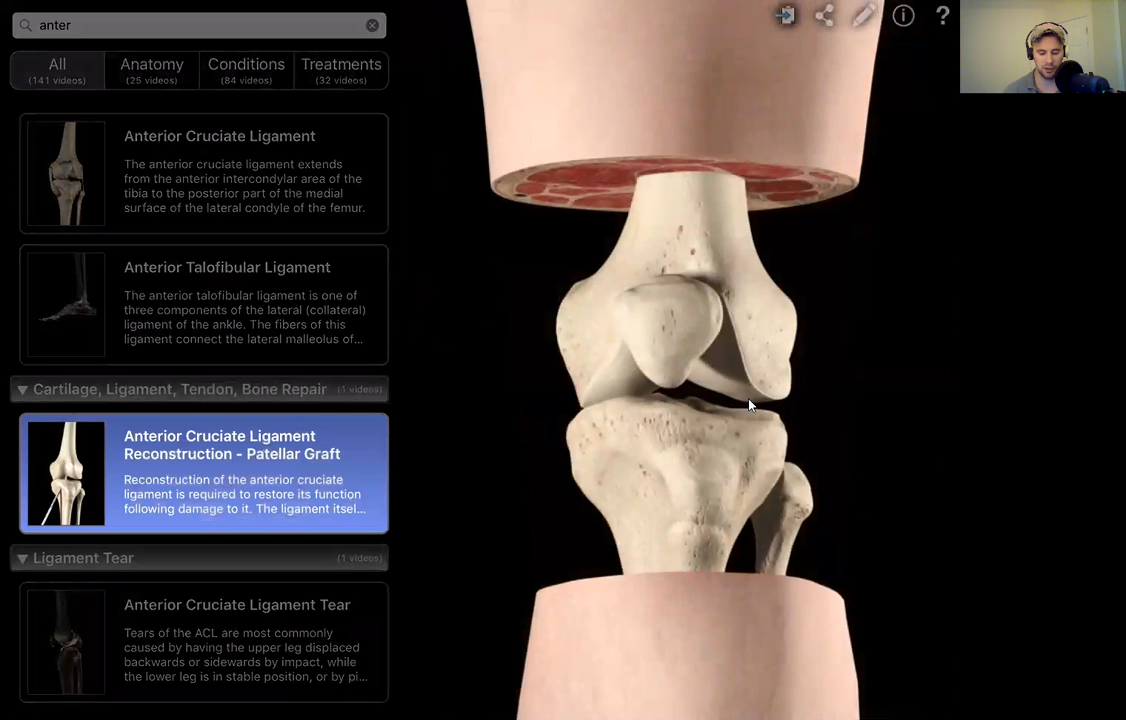 anter
All
(141 videos)
Anatomy
(25 videos)
Conditions
(84 videos)
Treatments
(32 videos)
Anterior Cruciate Ligament
The anterior cruciate ligament extends
from the anterior intercondylar area of the
tibia to the posterior part of the medial
surface of the lateral condyle of the femur.
Anterior Talofibular Ligament
The anterior talofibular ligament is one of
three components of the lateral (collateral)
ligament of the ankle. The fibers of this
ligament connect the lateral malleolus of...
Cartilage, Ligament, Tendon, Bone Repair (1 videos)
Anterior Cruciate Ligament
Reconstruction - Patellar Graft
Reconstruction of the anterior cruciate
ligament is required to restore its function
following damage to it. The ligament itsel...
Ligament Tear (1 videos)
Anterior Cruciate Ligament Tear
Tears of the ACL are most commonly
caused by having the upper leg displaced
backwards or sidewards by impact, while
the lower leg is in stable position, or by pi...